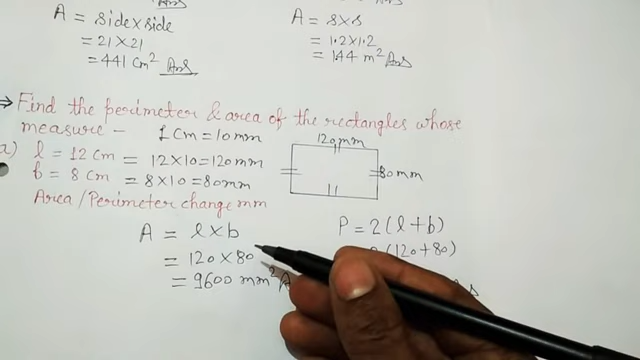 A = Side×Side
= 21×21
= 441 cm² Ans
A = s×s
= 1.2×1.2
= 144 m² Ans
⇒ Find the perimeter & area of the rectangles whose
measure – 1 cm = 10 mm
a) l = 12 cm = 12×10 = 120 mm
b = 8 cm = 8×10 = 80 mm
120 mm
80 mm
Area/Perimeter change mm
A = l×b
= 120×80
= 9600 mm²
P = 2(l+b)
(120+80)